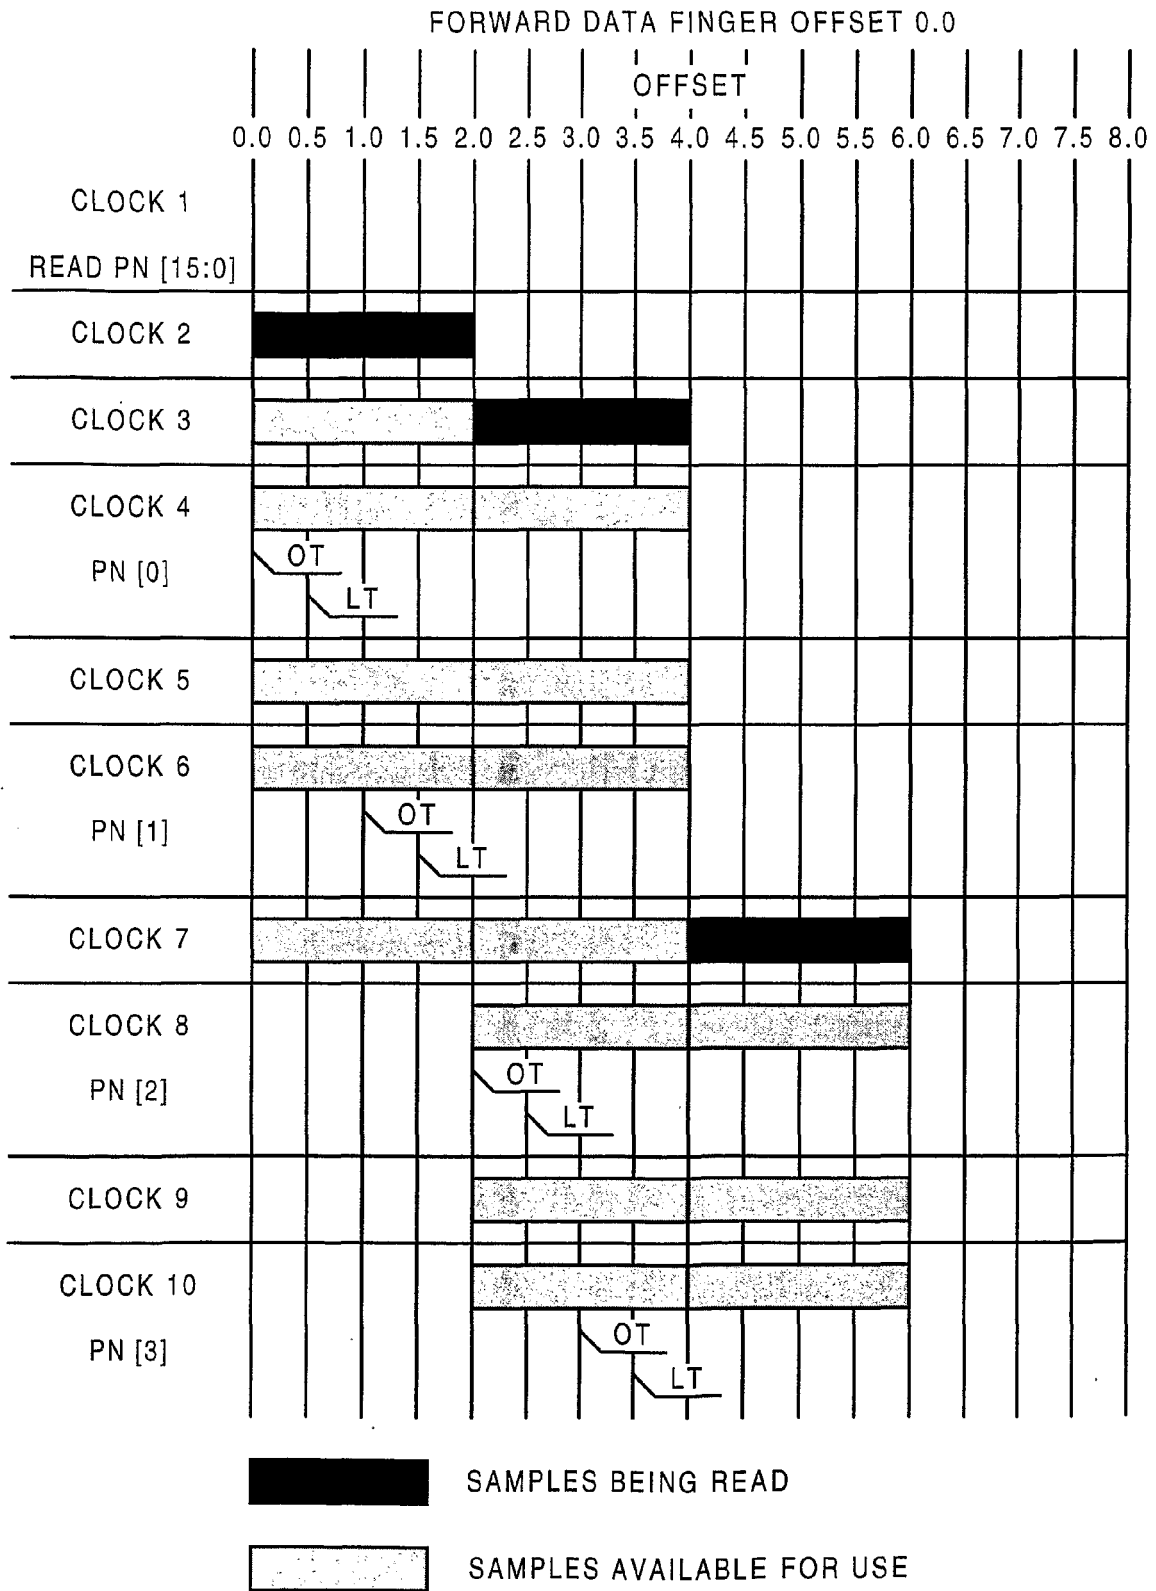 FORWARD DATA FINGER OFFSET 0.0
OFFSET
0.0 0.5 1.0 1.5 2.0 2.5 3.0 3.5 4.0 4.5 5.0 5.5 6.0 6.5 7.0 7.5 8.0
CLOCK 1
READ PN [15:0]
CLOCK 2
CLOCK 3
CLOCK 4
OT
PN [0]
LT
CLOCK 5
CLOCK 6
OT
PN [1]
LT
CLOCK 7
CLOCK 8
OT
PN [2]
LT
CLOCK 9
CLOCK 10
OT
PN [3]
LT
SAMPLES BEING READ
SAMPLES AVAILABLE FOR USE